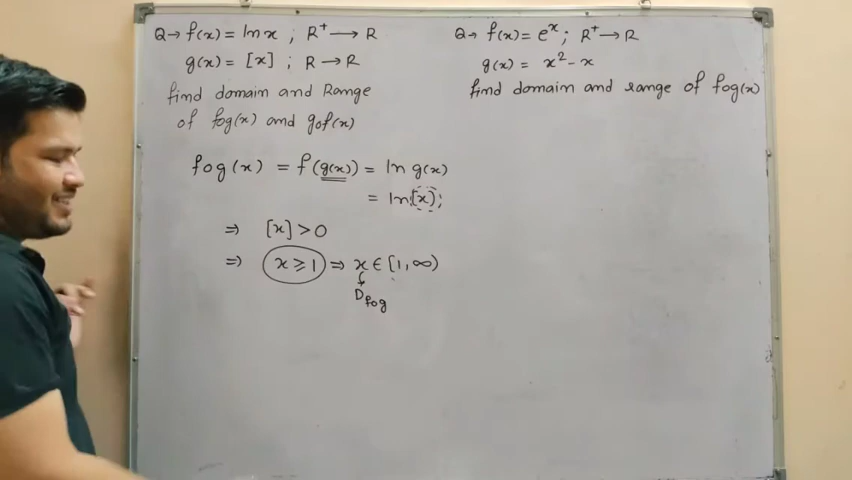 Q→ f(x) = ln x ; R⁺ → R
g(x) = [x] ; R → R
find domain and Range
of fog(x) and gof(x)
fog(x) = f(g(x)) = ln g(x)
= ln[x];
⇒ [x] > 0
⇒ x ≥ 1 ⇒ x ∈ [1, ∞)
D_fog
Q→ f(x) = eˣ ; R⁺ → R
g(x) = x² - x
find domain and range of fog(x)